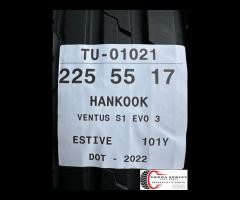 TU-01021
225 55 17
HANKOOK
VENTUS S1 EVO 3
ESTIVE 101Y
DOT - 2022